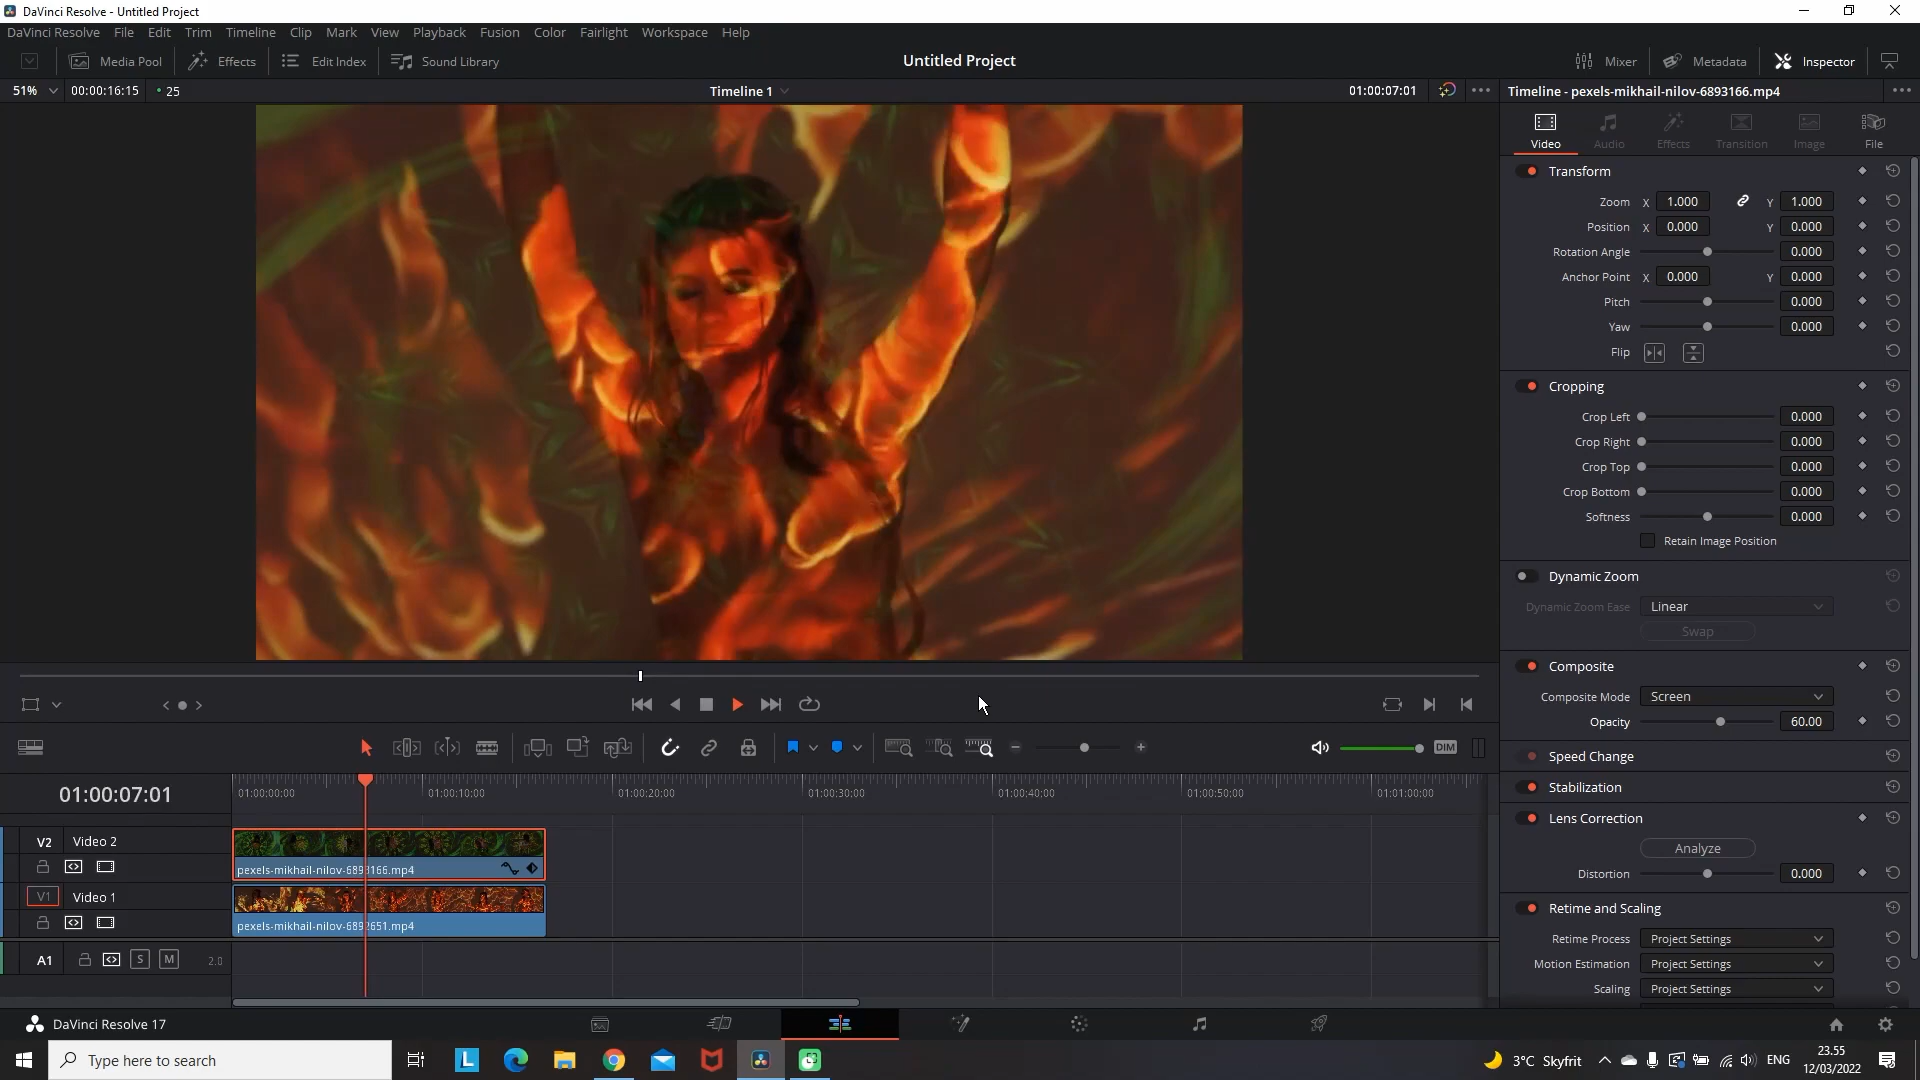 DaVinci Resolve - Untitled Project
DaVinci Resolve File Edit Trim Timeline Clip Mark View Playback Fusion Color Fairlight Workspace Help
Media Pool Effects Edit Index Sound Library Untitled Project Mixer Metadata Inspector
51% 00:00:16:15 25 Timeline 1 01:00:07:01 Timeline - pexels-mikhail-nilov-6893166.mp4
Video Audio Effects Transition Image File
Transform
Zoom X 1.000 Y 1.000
Position X 0.000 Y 0.000
Rotation Angle 0.000
Anchor Point X 0.000 Y 0.000
Pitch 0.000
Yaw 0.000
Flip
Cropping
Crop Left 0.000
Crop Right 0.000
Crop Top 0.000
Crop Bottom 0.000
Softness 0.000
Retain Image Position
Dynamic Zoom
Dynamic Zoom Ease Linear
Swap
Composite
Composite Mode Screen
Opacity 60.00
Speed Change
Stabilization
Lens Correction
Analyze
Distortion 0.000
Retime and Scaling
Retime Process Project Settings
Motion Estimation Project Settings
Scaling Project Settings
DIM
01:00:07:01
01:00:00:00 01:00:10:00 01:00:20:00 01:00:30:00 01:00:40:00 01:00:50:00 01:01:00:00
V2 Video 2
pexels-mikhail-nilov-6893166.mp4
V1 Video 1
pexels-mikhail-nilov-6892651.mp4
A1 S M 2.0
DaVinci Resolve 17
Type here to search
L
3°C Skyfrit
ENG
23.55
12/03/2022